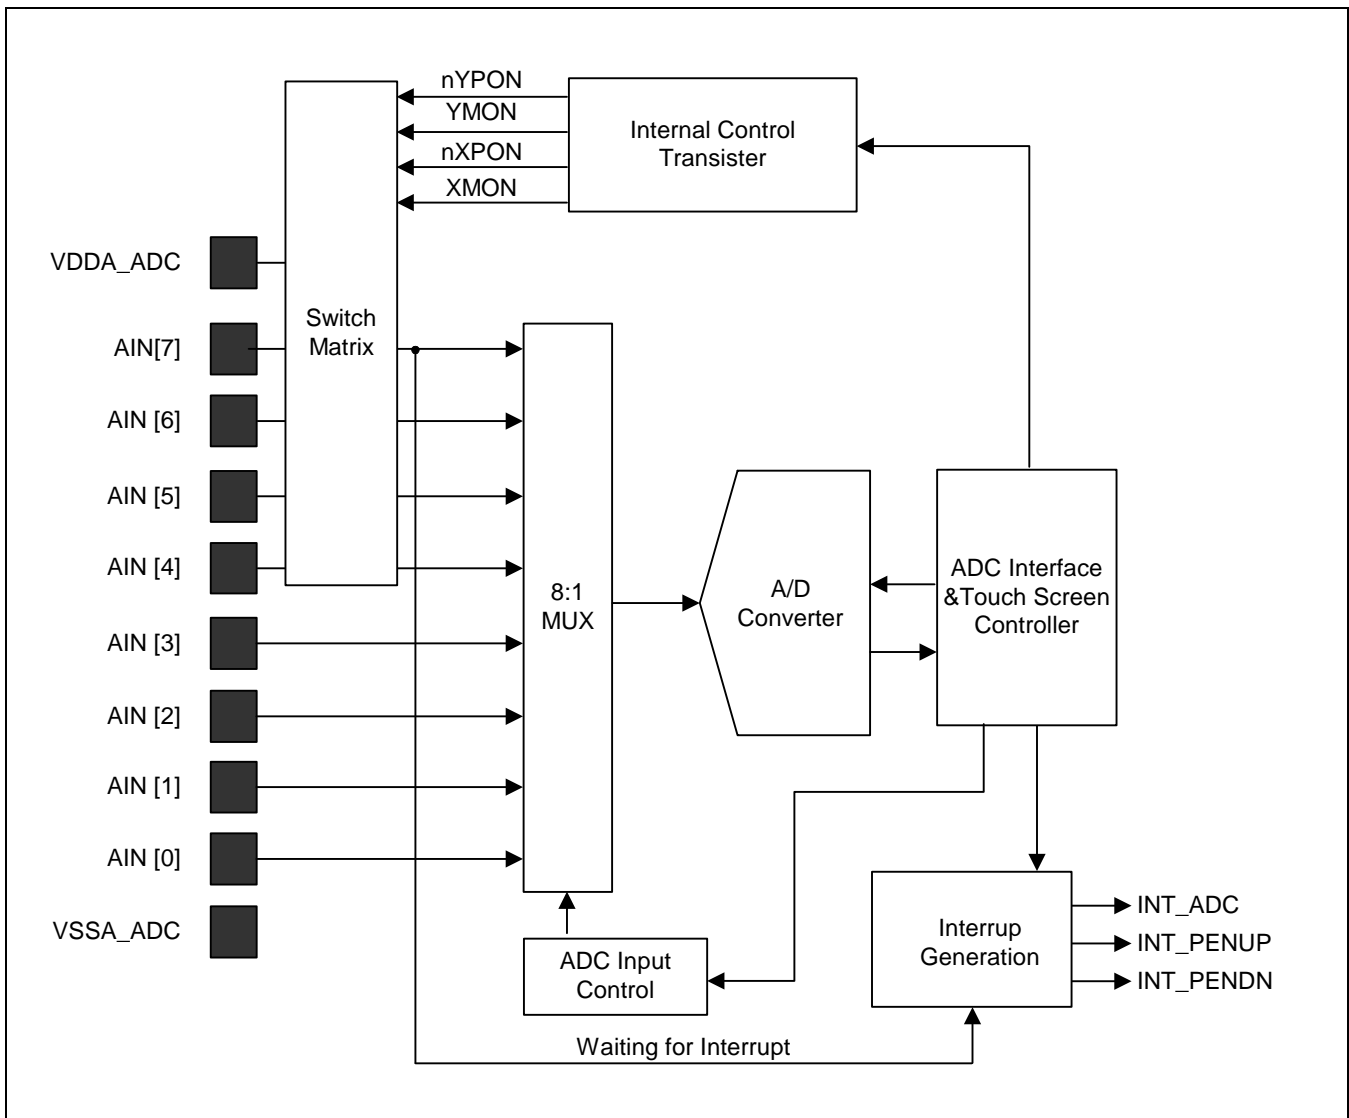 nYPON
YMON
nXPON
XMON
Internal Control
Transister
VDDA_ADC
AIN[7]
AIN [6]
AIN [5]
AIN [4]
AIN [3]
AIN [2]
AIN [1]
AIN [0]
VSSA_ADC
Switch
Matrix
8:1
MUX
A/D
Converter
ADC Interface
&Touch Screen
Controller
ADC Input
Control
Interrup
Generation
INT_ADC
INT_PENUP
INT_PENDN
Waiting for Interrupt